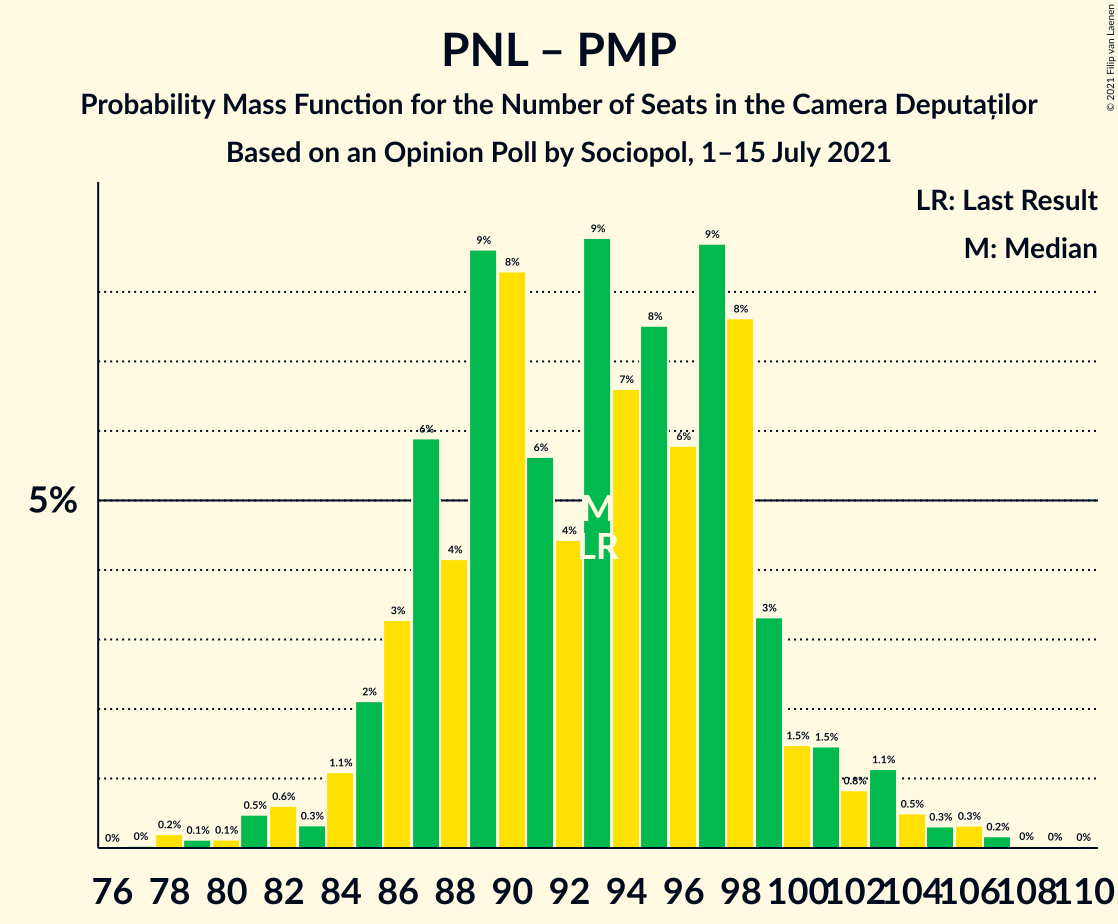 PNL – PMP
Probability Mass Function for the Number of Seats in the Camera Deputaților
Based on an Opinion Poll by Sociopol, 1–15 July 2021
© 2021 Filip van Laenen
LR: Last Result
M: Median
5%
0% 0% 0.2% 0.1% 0.1% 0.5% 0.6% 0.3% 1.1% 2% 3% 6% 4% 9% 8% 6% 4% 9% 7% 8% 6% 9% 8% 3% 1.5% 1.5% 0.8% 1.1% 0.5% 0.3% 0.3% 0.2% 0% 0% 0%
M
LR
76 78 80 82 84 86 88 90 92 94 96 98 100 102 104 106 108 110